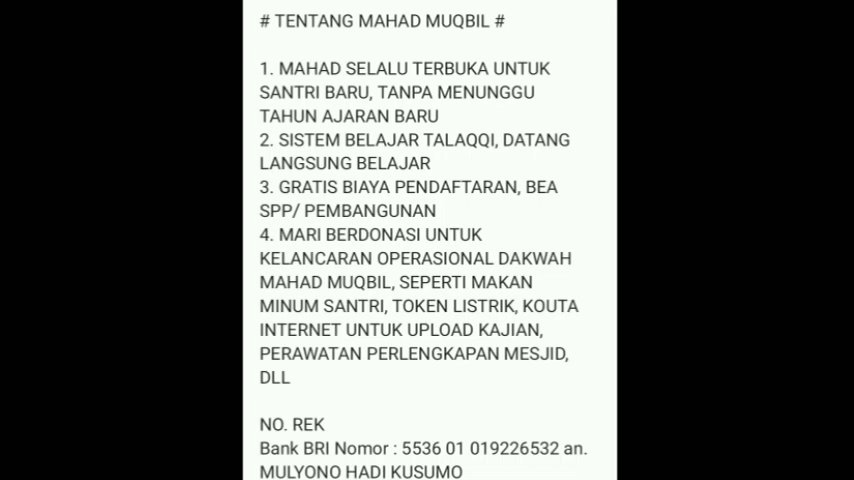 # TENTANG MAHAD MUQBIL #
1. MAHAD SELALU TERBUKA UNTUK
SANTRI BARU, TANPA MENUNGGU
TAHUN AJARAN BARU
2. SISTEM BELAJAR TALAQQI, DATANG
LANGSUNG BELAJAR
3. GRATIS BIAYA PENDAFTARAN, BEA
SPP/ PEMBANGUNAN
4. MARI BERDONASI UNTUK
KELANCARAN OPERASIONAL DAKWAH
MAHAD MUQBIL, SEPERTI MAKAN
MINUM SANTRI, TOKEN LISTRIK, KOUTA
INTERNET UNTUK UPLOAD KAJIAN,
PERAWATAN PERLENGKAPAN MESJID,
DLL
NO. REK
Bank BRI Nomor : 5536 01 019226532 an.
MULYONO HADI KUSUMO